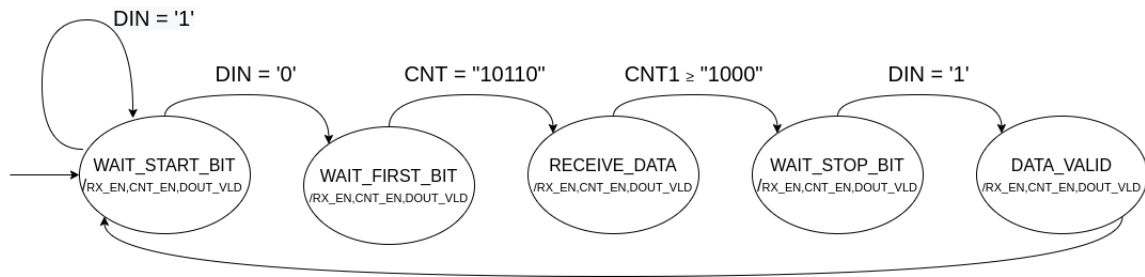 DIN = '1'
DIN = '0'
CNT = "10110"
CNT1 ≥ "1000"
DIN = '1'
WAIT_START_BIT
/RX_EN,CNT_EN,DOUT_VLD
WAIT_FIRST_BIT
/RX_EN,CNT_EN,DOUT_VLD
RECEIVE_DATA
/RX_EN,CNT_EN,DOUT_VLD
WAIT_STOP_BIT
/RX_EN,CNT_EN,DOUT_VLD
DATA_VALID
/RX_EN,CNT_EN,DOUT_VLD